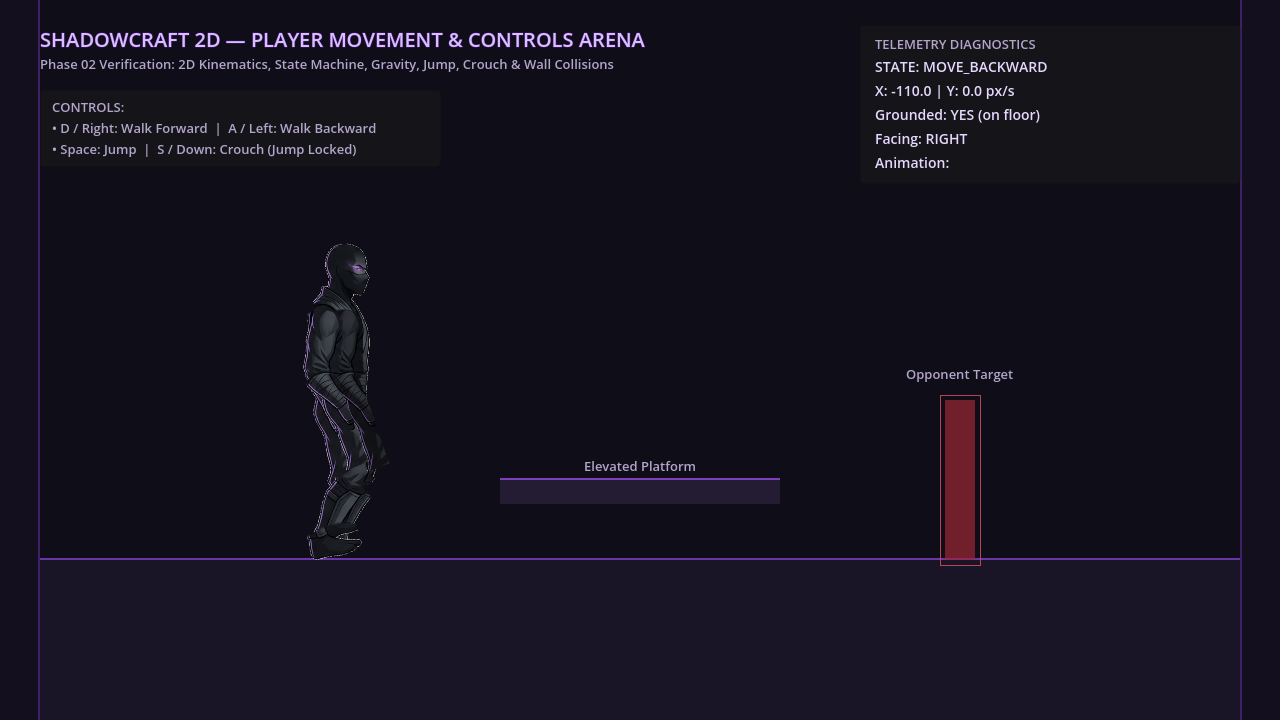 SHADOWCRAFT 2D — PLAYER MOVEMENT & CONTROLS ARENA
Phase 02 Verification: 2D Kinematics, State Machine, Gravity, Jump, Crouch & Wall Collisions
CONTROLS:
• D / Right: Walk Forward | A / Left: Walk Backward
• Space: Jump | S / Down: Crouch (Jump Locked)
TELEMETRY DIAGNOSTICS
STATE: MOVE_BACKWARD
X: -110.0 | Y: 0.0 px/s
Grounded: YES (on floor)
Facing: RIGHT
Animation:
Opponent Target
Elevated Platform